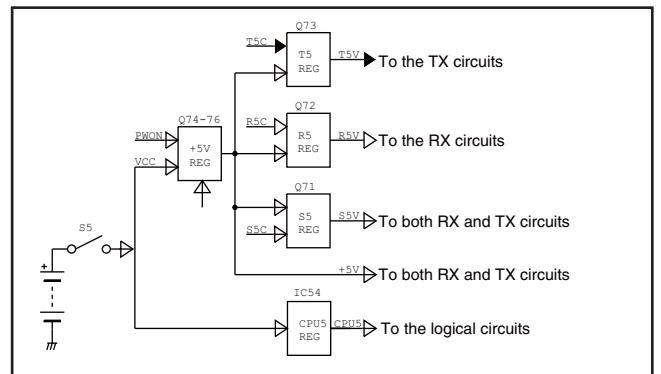 Q73
T5C
T5
REG
T5V
To the TX circuits
Q74-76
Q72
R5C
R5
REG
R5V
To the RX circuits
PWON
+5V
REG
VCC
Q71
S5
REG
S5V
To both RX and TX circuits
S5C
S5
+5V
To both RX and TX circuits
IC54
+
CPU5
REG
CPU5
To the logical circuits